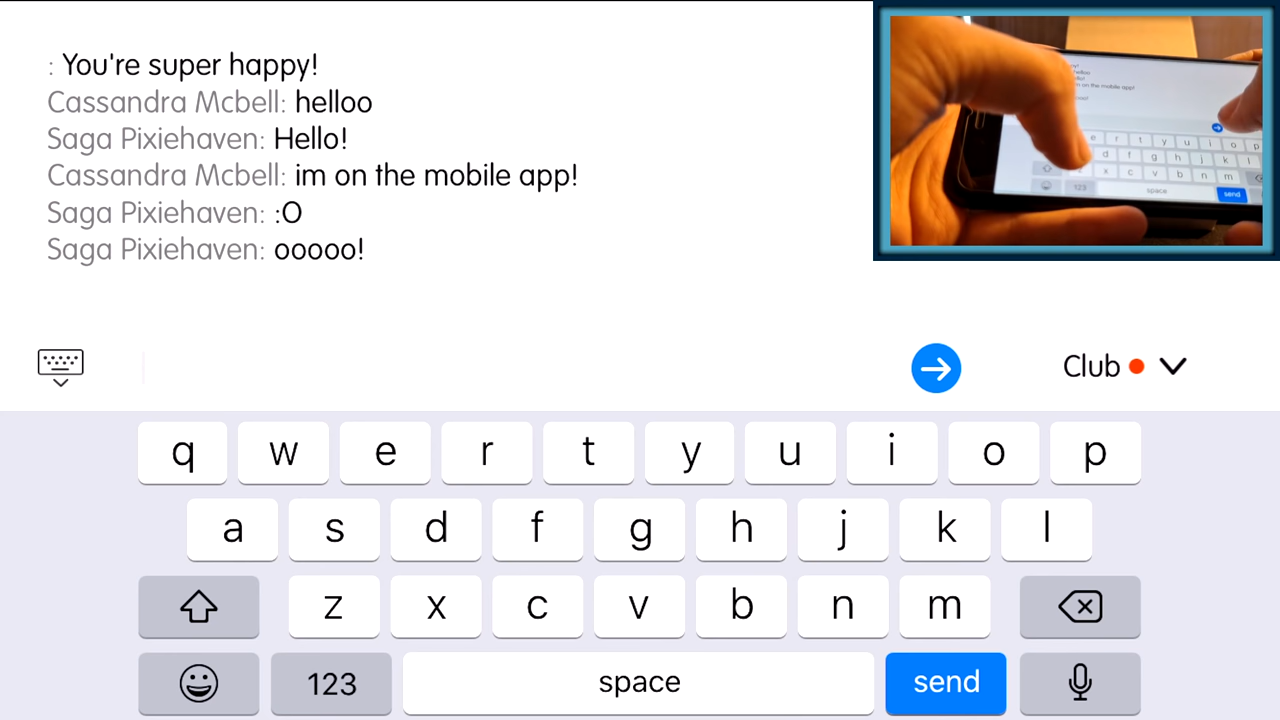 : You're super happy!
Cassandra Mcbell: helloo
Saga Pixiehaven: Hello!
Cassandra Mcbell: im on the mobile app!
Saga Pixiehaven: :O
Saga Pixiehaven: ooooo!
Club
q w e r t y u i o p
a s d f g h j k l
z x c v b n m
123 space send